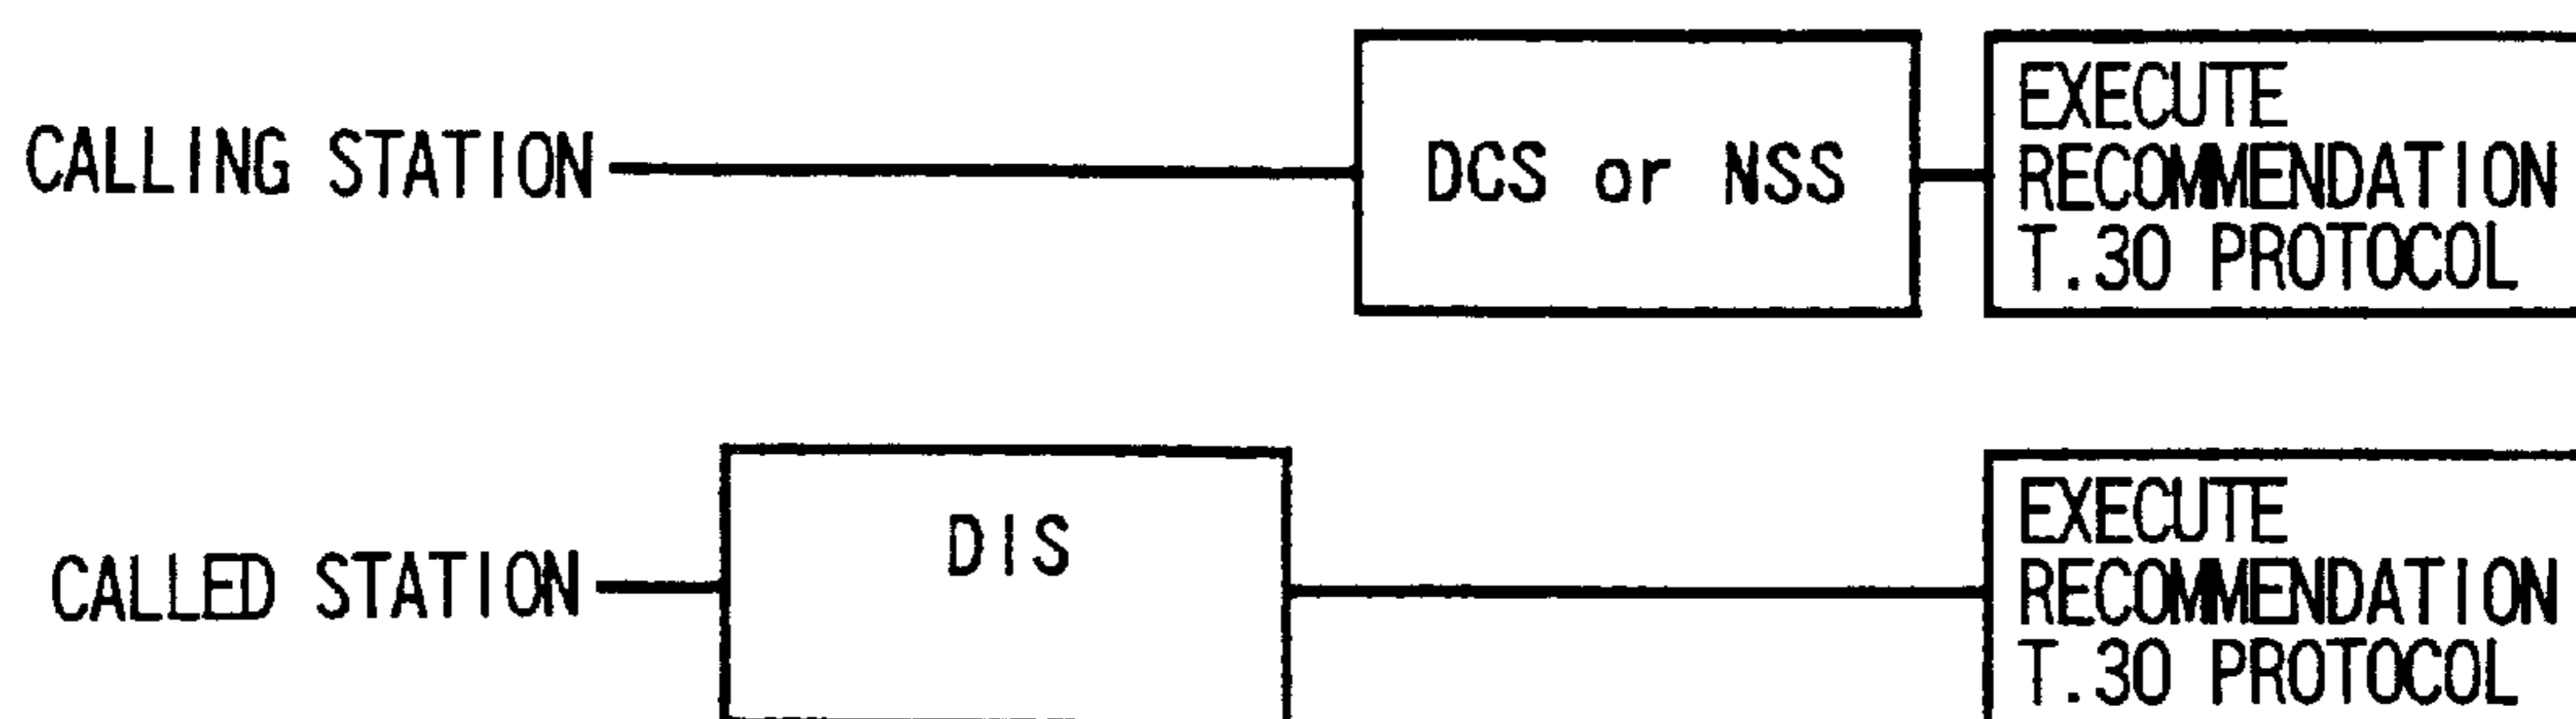 CALLING STATION
DCS or NSS
EXECUTE
RECOMMENDATION
T.30 PROTOCOL
CALLED STATION
DIS
EXECUTE
RECOMMENDATION
T.30 PROTOCOL